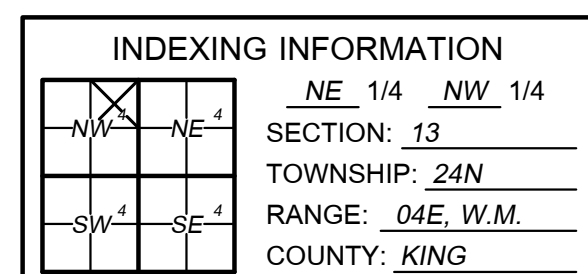 INDEXING INFORMATION
NE 1/4 NW 1/4
SECTION: 13
TOWNSHIP: 24N
RANGE: 04E, W.M.
COUNTY: KING
NW 4 NE 4
SW 4 SE 4